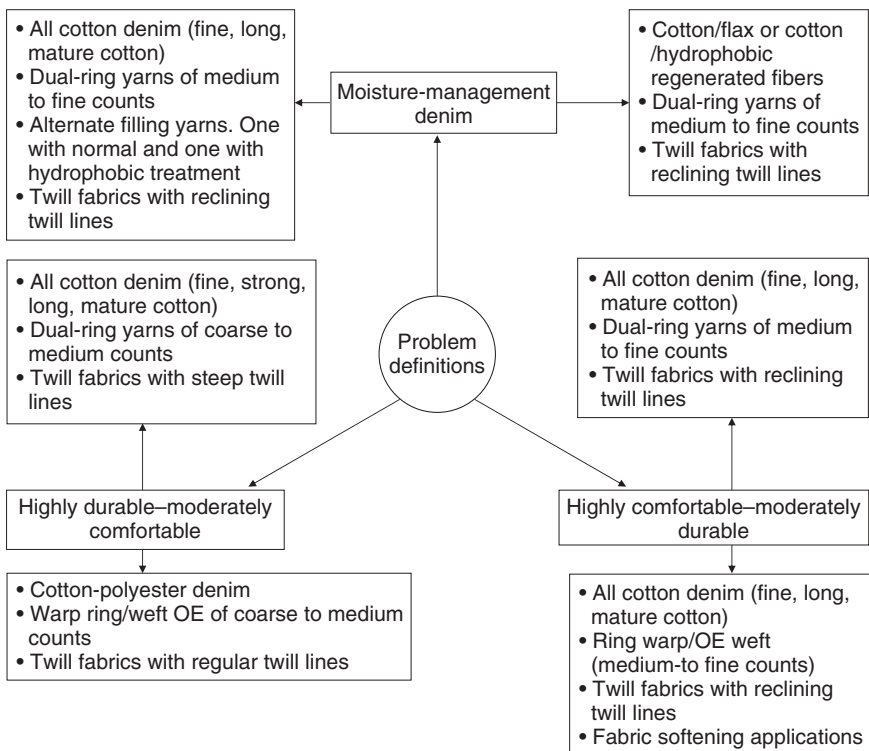 • All cotton denim (fine, long,
mature cotton)
• Dual-ring yarns of medium
to fine counts
• Alternate filling yarns. One
with normal and one with
hydrophobic treatment
• Twill fabrics with reclining
twill lines
Moisture-management
denim
• Cotton/flax or cotton
/hydrophobic
regenerated fibers
• Dual-ring yarns of
medium to fine counts
• Twill fabrics with
reclining twill lines
• All cotton denim (fine, strong,
long, mature cotton)
• Dual-ring yarns of coarse to
medium counts
• Twill fabrics with steep twill
lines
Problem
definitions
• All cotton denim (fine, long,
mature cotton)
• Dual-ring yarns of medium
to fine counts
• Twill fabrics with reclining
twill lines
Highly durable–moderately
comfortable
Highly comfortable–moderately
durable
• Cotton-polyester denim
• Warp ring/weft OE of coarse to medium
counts
• Twill fabrics with regular twill lines
• All cotton denim (fine, long,
mature cotton)
• Ring warp/OE weft
(medium-to fine counts)
• Twill fabrics with reclining
twill lines
• Fabric softening applications